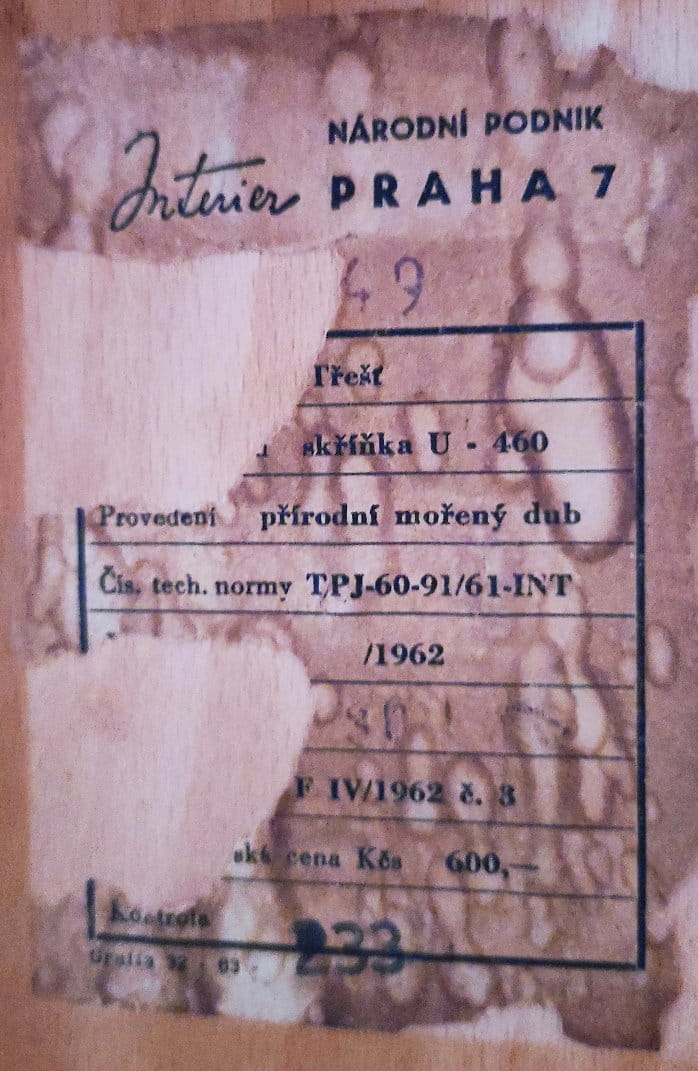 Interier NÁRODNÍ PODNIK
PRAHA 7
49
Třešť
skříňka U - 460
Provedení přírodní mořený dub
Čís. tech. normy TPJ-60-91/61-INT
/1962
F IV/1962 č. 3
ská cena Kčs 600,—
Kontrola
233